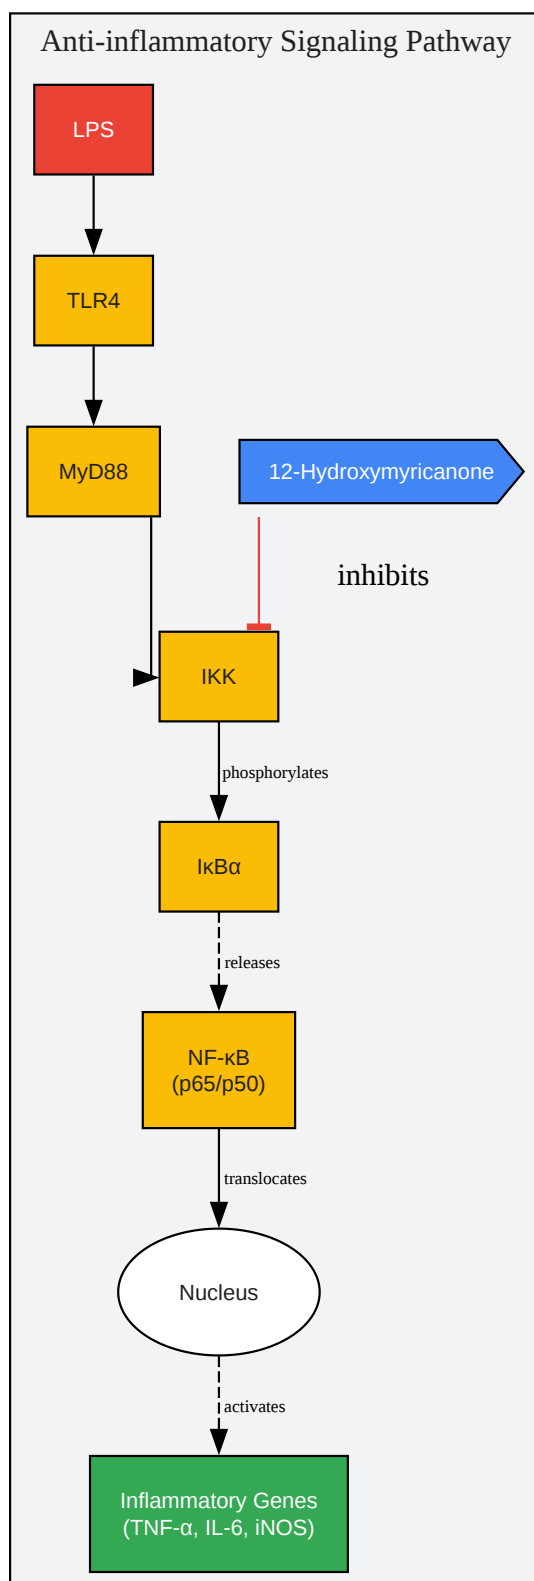 Anti-inflammatory Signaling Pathway
LPS
TLR4
MyD88
12-Hydroxymyricanone
inhibits
IKK
phosphorylates
IκBα
releases
NF-κB
(p65/p50)
translocates
Nucleus
activates
Inflammatory Genes
(TNF-α, IL-6, iNOS)